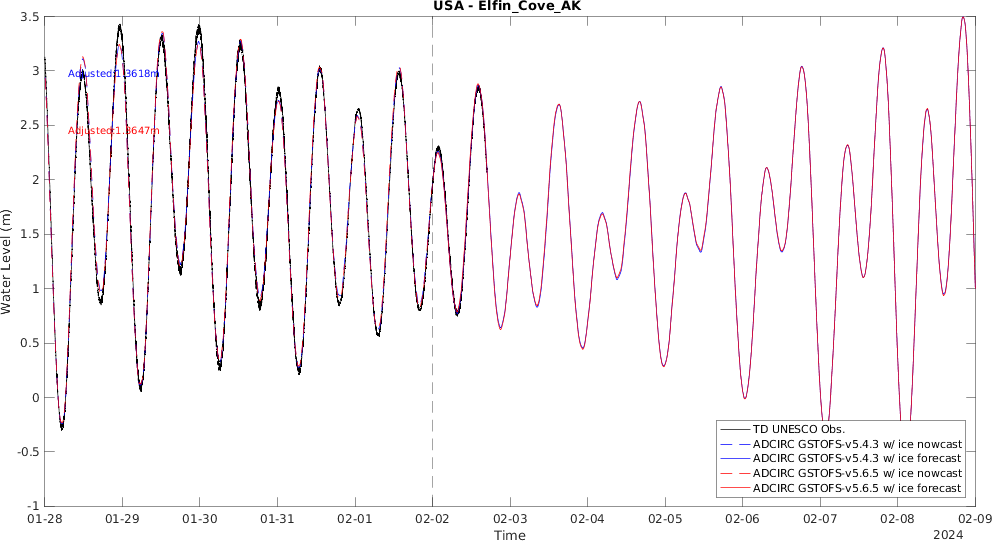 USA - Elfin_Cove_AK
3.5
3
2.5
2
1.5
1
0.5
0
-0.5
-1
Water Level (m)
Adjusted:1.3618m
Adjusted:1.3647m
TD UNESCO Obs.
ADCIRC GSTOFS-v5.4.3 w/ ice nowcast
ADCIRC GSTOFS-v5.4.3 w/ ice forecast
ADCIRC GSTOFS-v5.6.5 w/ ice nowcast
ADCIRC GSTOFS-v5.6.5 w/ ice forecast
01-28 01-29 01-30 01-31 02-01 02-02 02-03 02-04 02-05 02-06 02-07 02-08 02-09
Time
2024